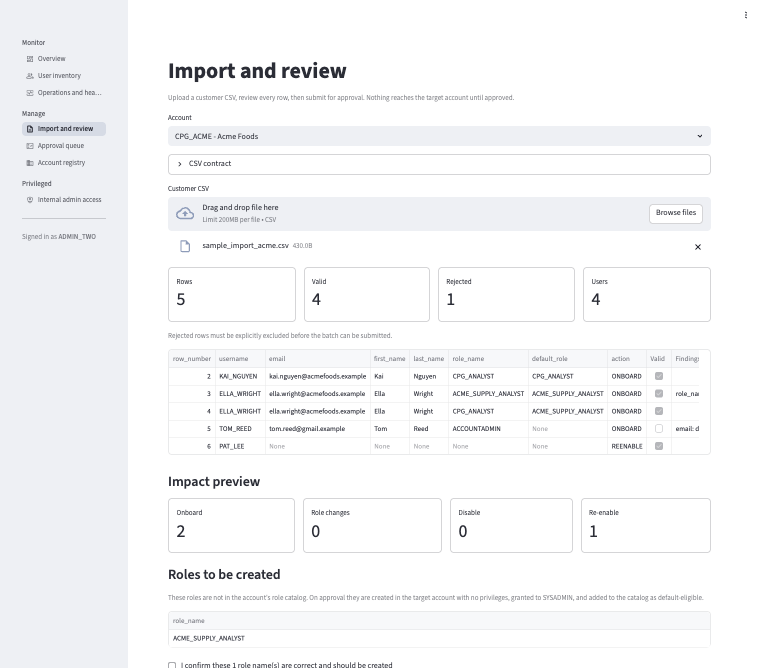 Monitor
Overview
User inventory
Operations and hea...
Manage
Import and review
Approval queue
Account registry
Privileged
Internal admin access
Signed in as ADMIN_TWO
Import and review
Upload a customer CSV, review every row, then submit for approval. Nothing reaches the target account until approved.
Account
CPG_ACME - Acme Foods
CSV contract
Customer CSV
Drag and drop file here
Limit 200MB per file • CSV
Browse files
sample_import_acme.csv 430.0B
Rows Valid Rejected Users
5 4 1 4
Rejected rows must be explicitly excluded before the batch can be submitted.
row_number username email first_name last_name role_name default_role action Valid Findings
2 KAI_NGUYEN kai.nguyen@acmefoods.example Kai Nguyen CPG_ANALYST CPG_ANALYST ONBOARD
3 ELLA_WRIGHT ella.wright@acmefoods.example Ella Wright ACME_SUPPLY_ANALYST ACME_SUPPLY_ANALYST ONBOARD role_na
4 ELLA_WRIGHT ella.wright@acmefoods.example Ella Wright CPG_ANALYST ACME_SUPPLY_ANALYST ONBOARD
5 TOM_REED tom.reed@gmail.example Tom Reed ACCOUNTADMIN None ONBOARD email: d
6 PAT_LEE None None None None None REENABLE
Impact preview
Onboard Role changes Disable Re-enable
2 0 0 1
Roles to be created
These roles are not in the account's role catalog. On approval they are created in the target account with no privileges, granted to SYSADMIN, and added to the catalog as default-eligible.
role_name
ACME_SUPPLY_ANALYST
I confirm these 1 role name(s) are correct and should be created